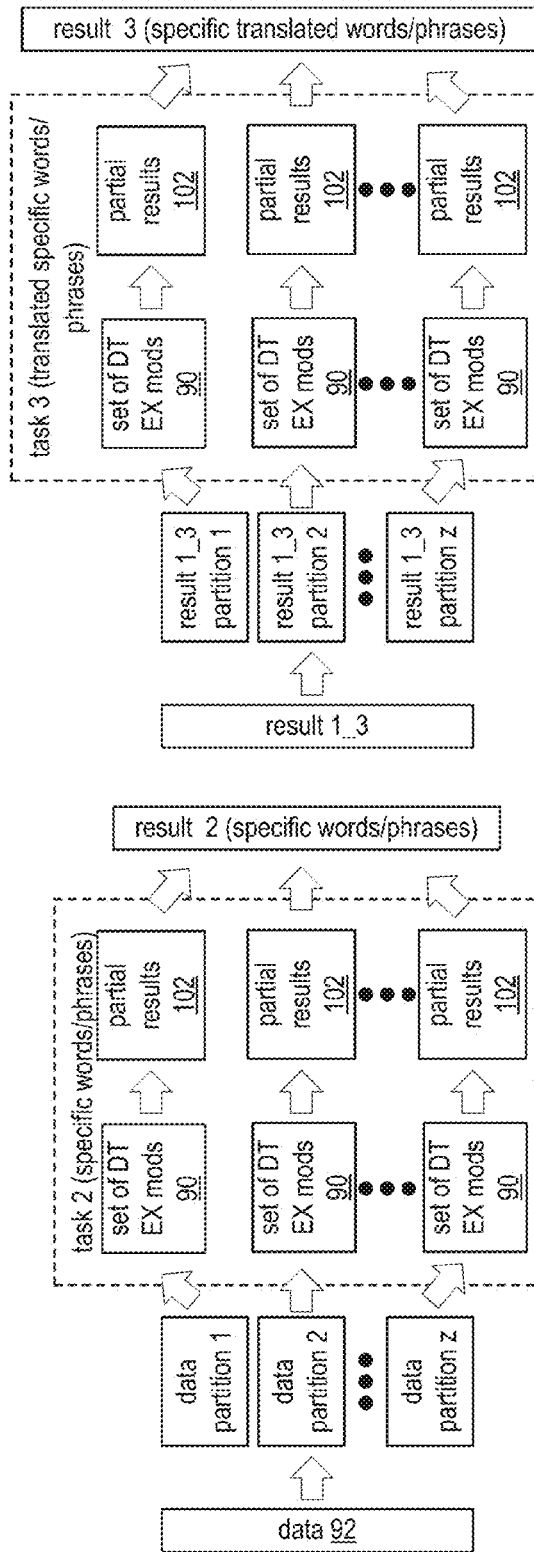 data 92
data
partition 1
data
partition 2
data
partition z
task 2 (specific words/phrases)
set of DT
EX mods
90
partial
results
102
set of DT
EX mods
90
partial
results
102
set of DT
EX mods
90
partial
results
102
result 2 (specific words/phrases)
result 1_3
result 1_3
partition 1
result 1_3
partition 2
result 1_3
partition z
task 3 (translated specific words/
phrases)
set of DT
EX mods
90
partial
results
102
set of DT
EX mods
90
partial
results
102
set of DT
EX mods
90
partial
results
102
result 3 (specific translated words/phrases)